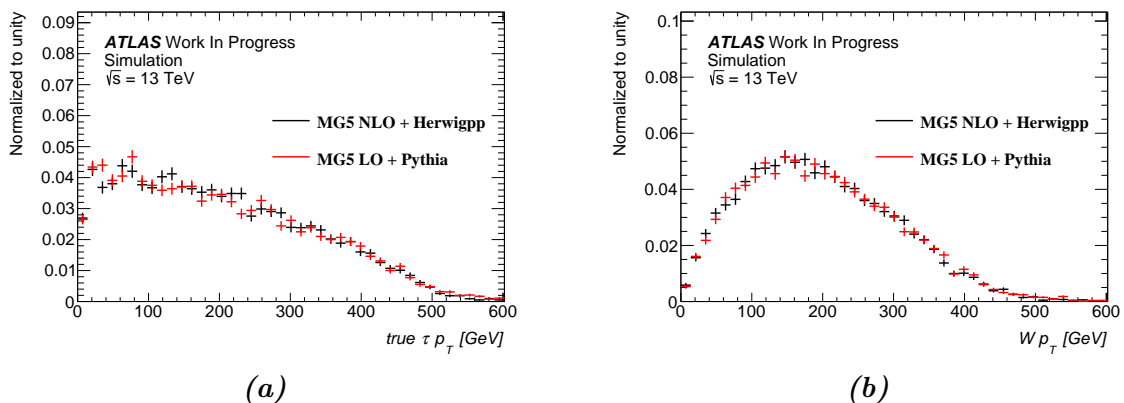 Normalized to unity
0.09
0.08
0.07
0.06
0.05
0.04
0.03
0.02
0.01
0
ATLAS Work In Progress
Simulation
√s = 13 TeV
MG5 NLO + Herwigpp
MG5 LO + Pythia
0 100 200 300 400 500 600
true τ p_T [GeV]
(a)
Normalized to unity
0.1
0.08
0.06
0.04
0.02
0
ATLAS Work In Progress
Simulation
√s = 13 TeV
MG5 NLO + Herwigpp
MG5 LO + Pythia
0 100 200 300 400 500 600
W p_T [GeV]
(b)